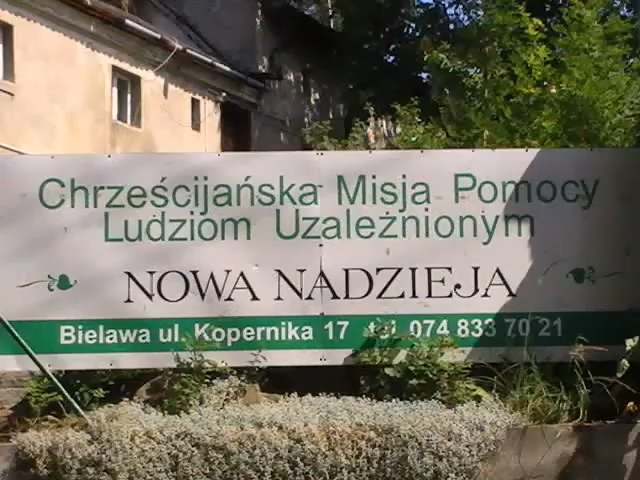 Chrześcijańska Misja Pomocy
Ludziom Uzależnionym
NOWA NADZIEJA
Bielawa ul. Kopernika 17 tel. 074 833 70 21